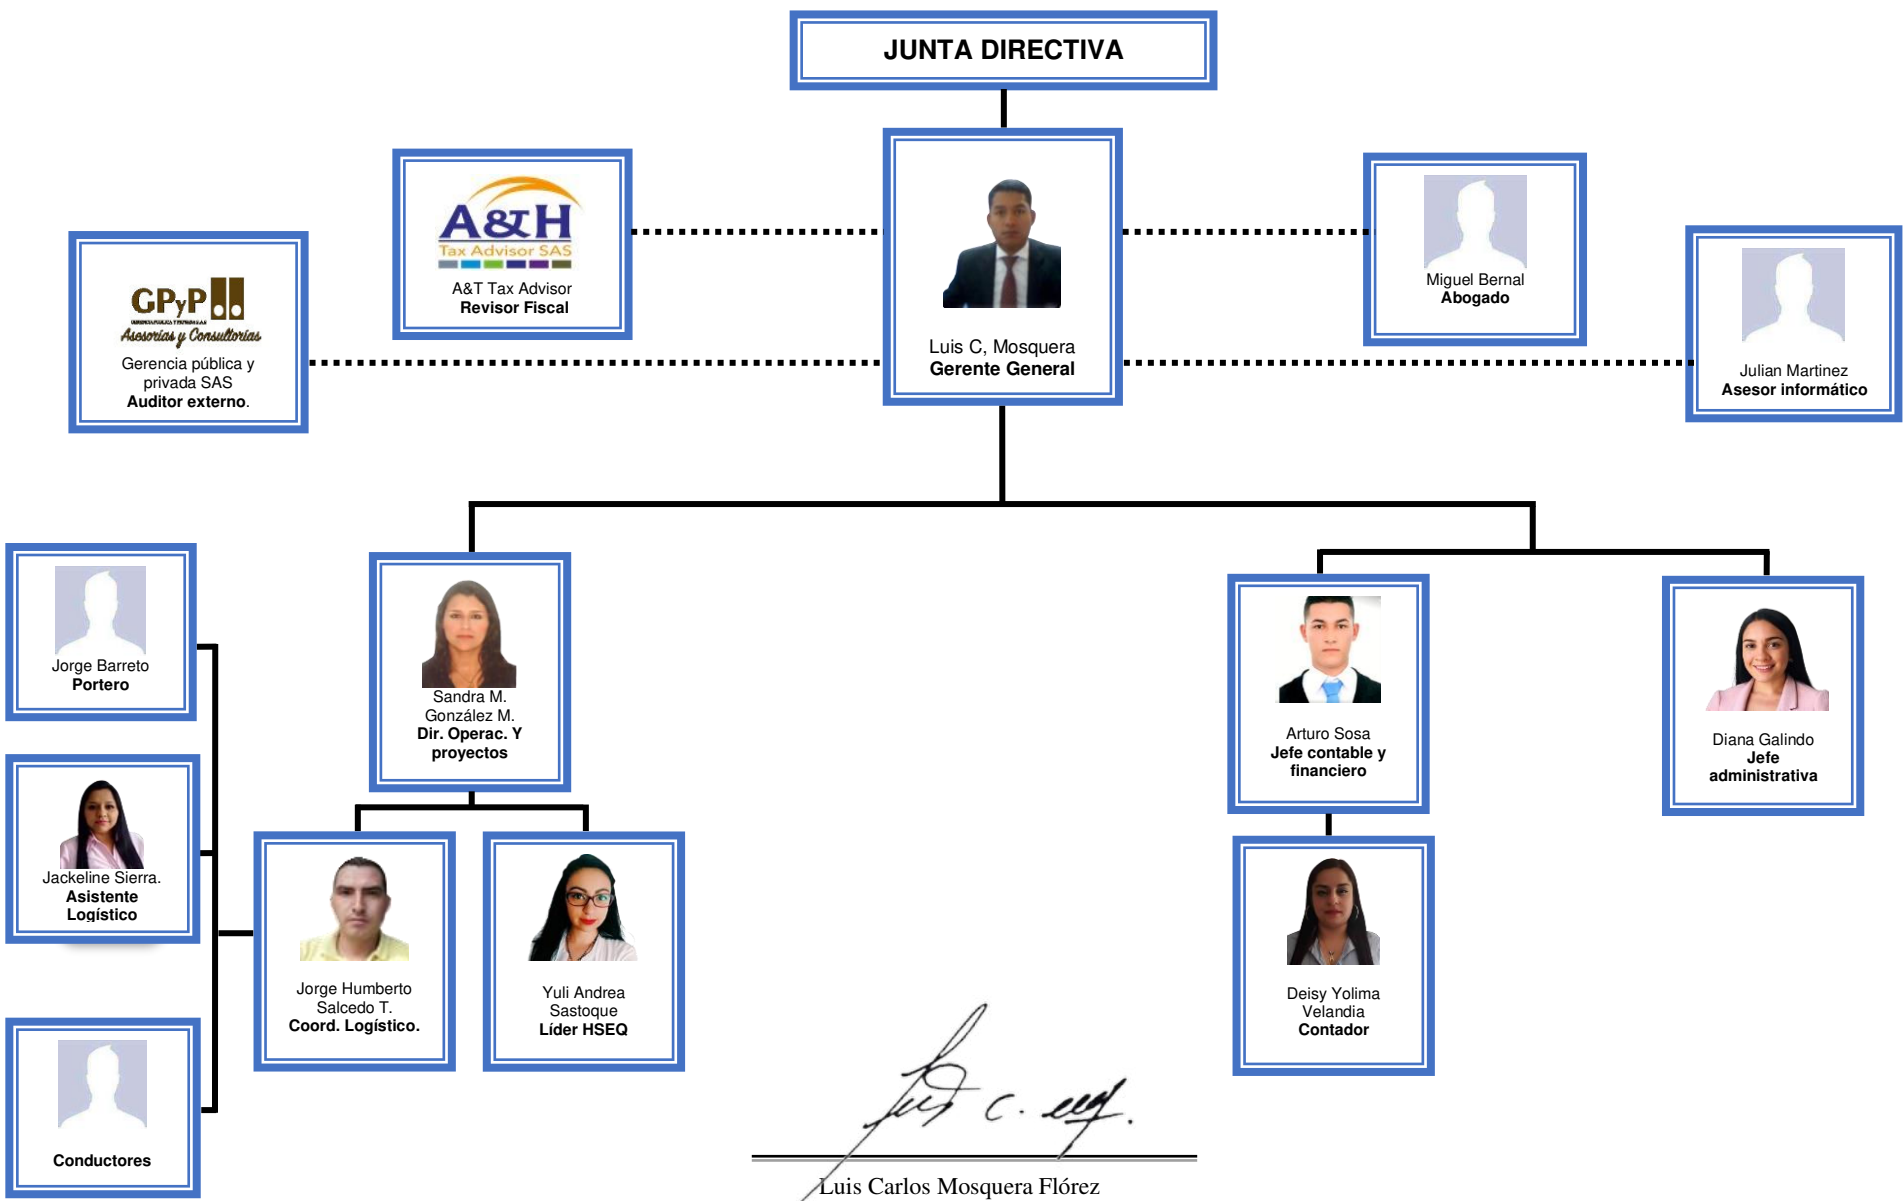 JUNTA DIRECTIVA
A&H
Tax Advisor SAS
A&T Tax Advisor
Revisor Fiscal
Luis C, Mosquera
Gerente General
Miguel Bernal
Abogado
GPyP
GERENCIA PUBLICA Y PRIVADA S.A.S
Asesorías y Consultorías
Gerencia pública y
privada SAS
Auditor externo.
Julian Martinez
Asesor informático
Jorge Barreto
Portero
Sandra M.
González M.
Dir. Operac. Y
proyectos
Arturo Sosa
Jefe contable y
financiero
Diana Galindo
Jefe
administrativa
Jackeline Sierra.
Asistente
Logístico
Jorge Humberto
Salcedo T.
Coord. Logístico.
Yuli Andrea
Sastoque
Líder HSEQ
Deisy Yolima
Velandia
Contador
Conductores
Luis Carlos Mosquera Flórez